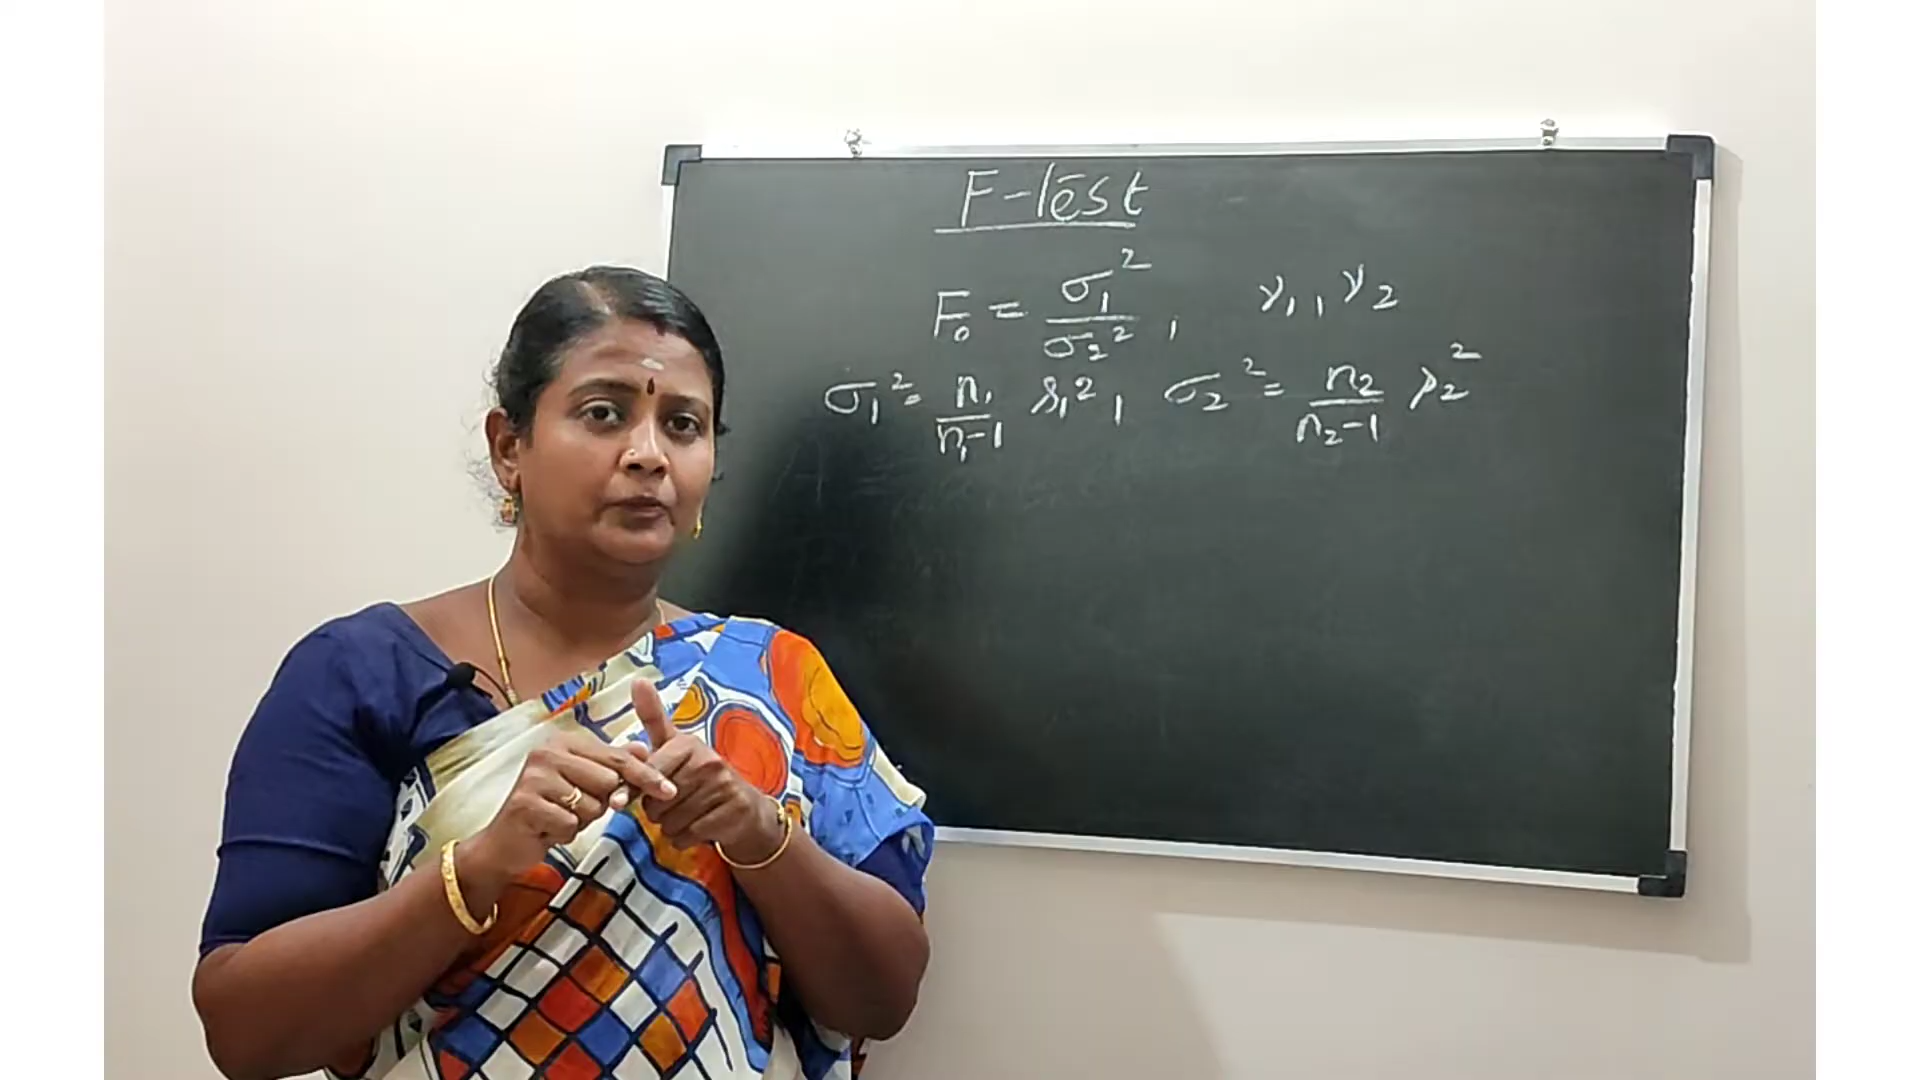 F-Test
F₀ = σ₁²/σ₂², ν₁, ν₂
σ₁² = n₁/(n₁-1) s₁², σ₂² = n₂/(n₂-1) s₂²